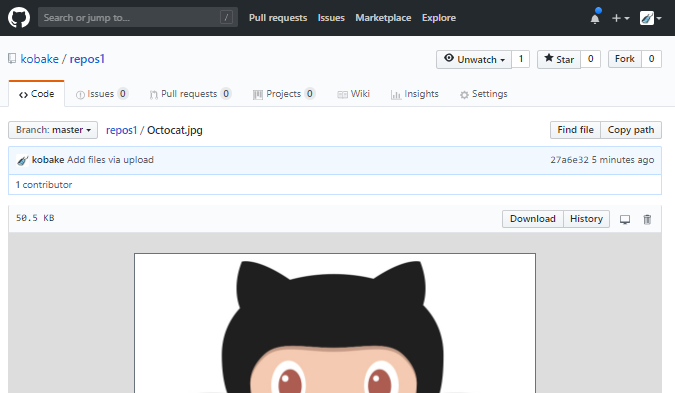 Search or jump to... / Pull requests Issues Marketplace Explore
kobake / repos1 Unwatch 1 Star 0 Fork 0
Code Issues 0 Pull requests 0 Projects 0 Wiki Insights Settings
Branch: master repos1 / Octocat.jpg Find file Copy path
kobake Add files via upload 27a6e32 5 minutes ago
1 contributor
50.5 KB Download History